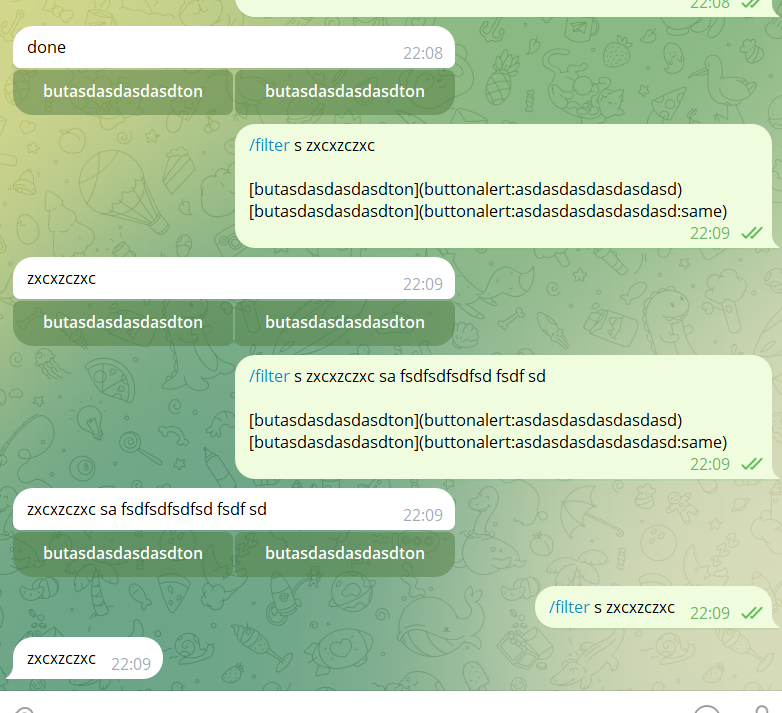 22:08
done
22:08
butasdasdasdasdton butasdasdasdasdton
/filter s zxcxzczxc
[butasdasdasdasdton](buttonalert:asdasdasdasdasdasd)
[butasdasdasdasdton](buttonalert:asdasdasdasdasdasd:same)
22:09
zxcxzczxc
22:09
butasdasdasdasdton butasdasdasdasdton
/filter s zxcxzczxc sa fsdfsdfsdfsd fsdf sd
[butasdasdasdasdton](buttonalert:asdasdasdasdasdasd)
[butasdasdasdasdton](buttonalert:asdasdasdasdasdasd:same)
22:09
zxcxzczxc sa fsdfsdfsdfsd fsdf sd
22:09
butasdasdasdasdton butasdasdasdasdton
/filter s zxcxzczxc 22:09
zxcxzczxc 22:09